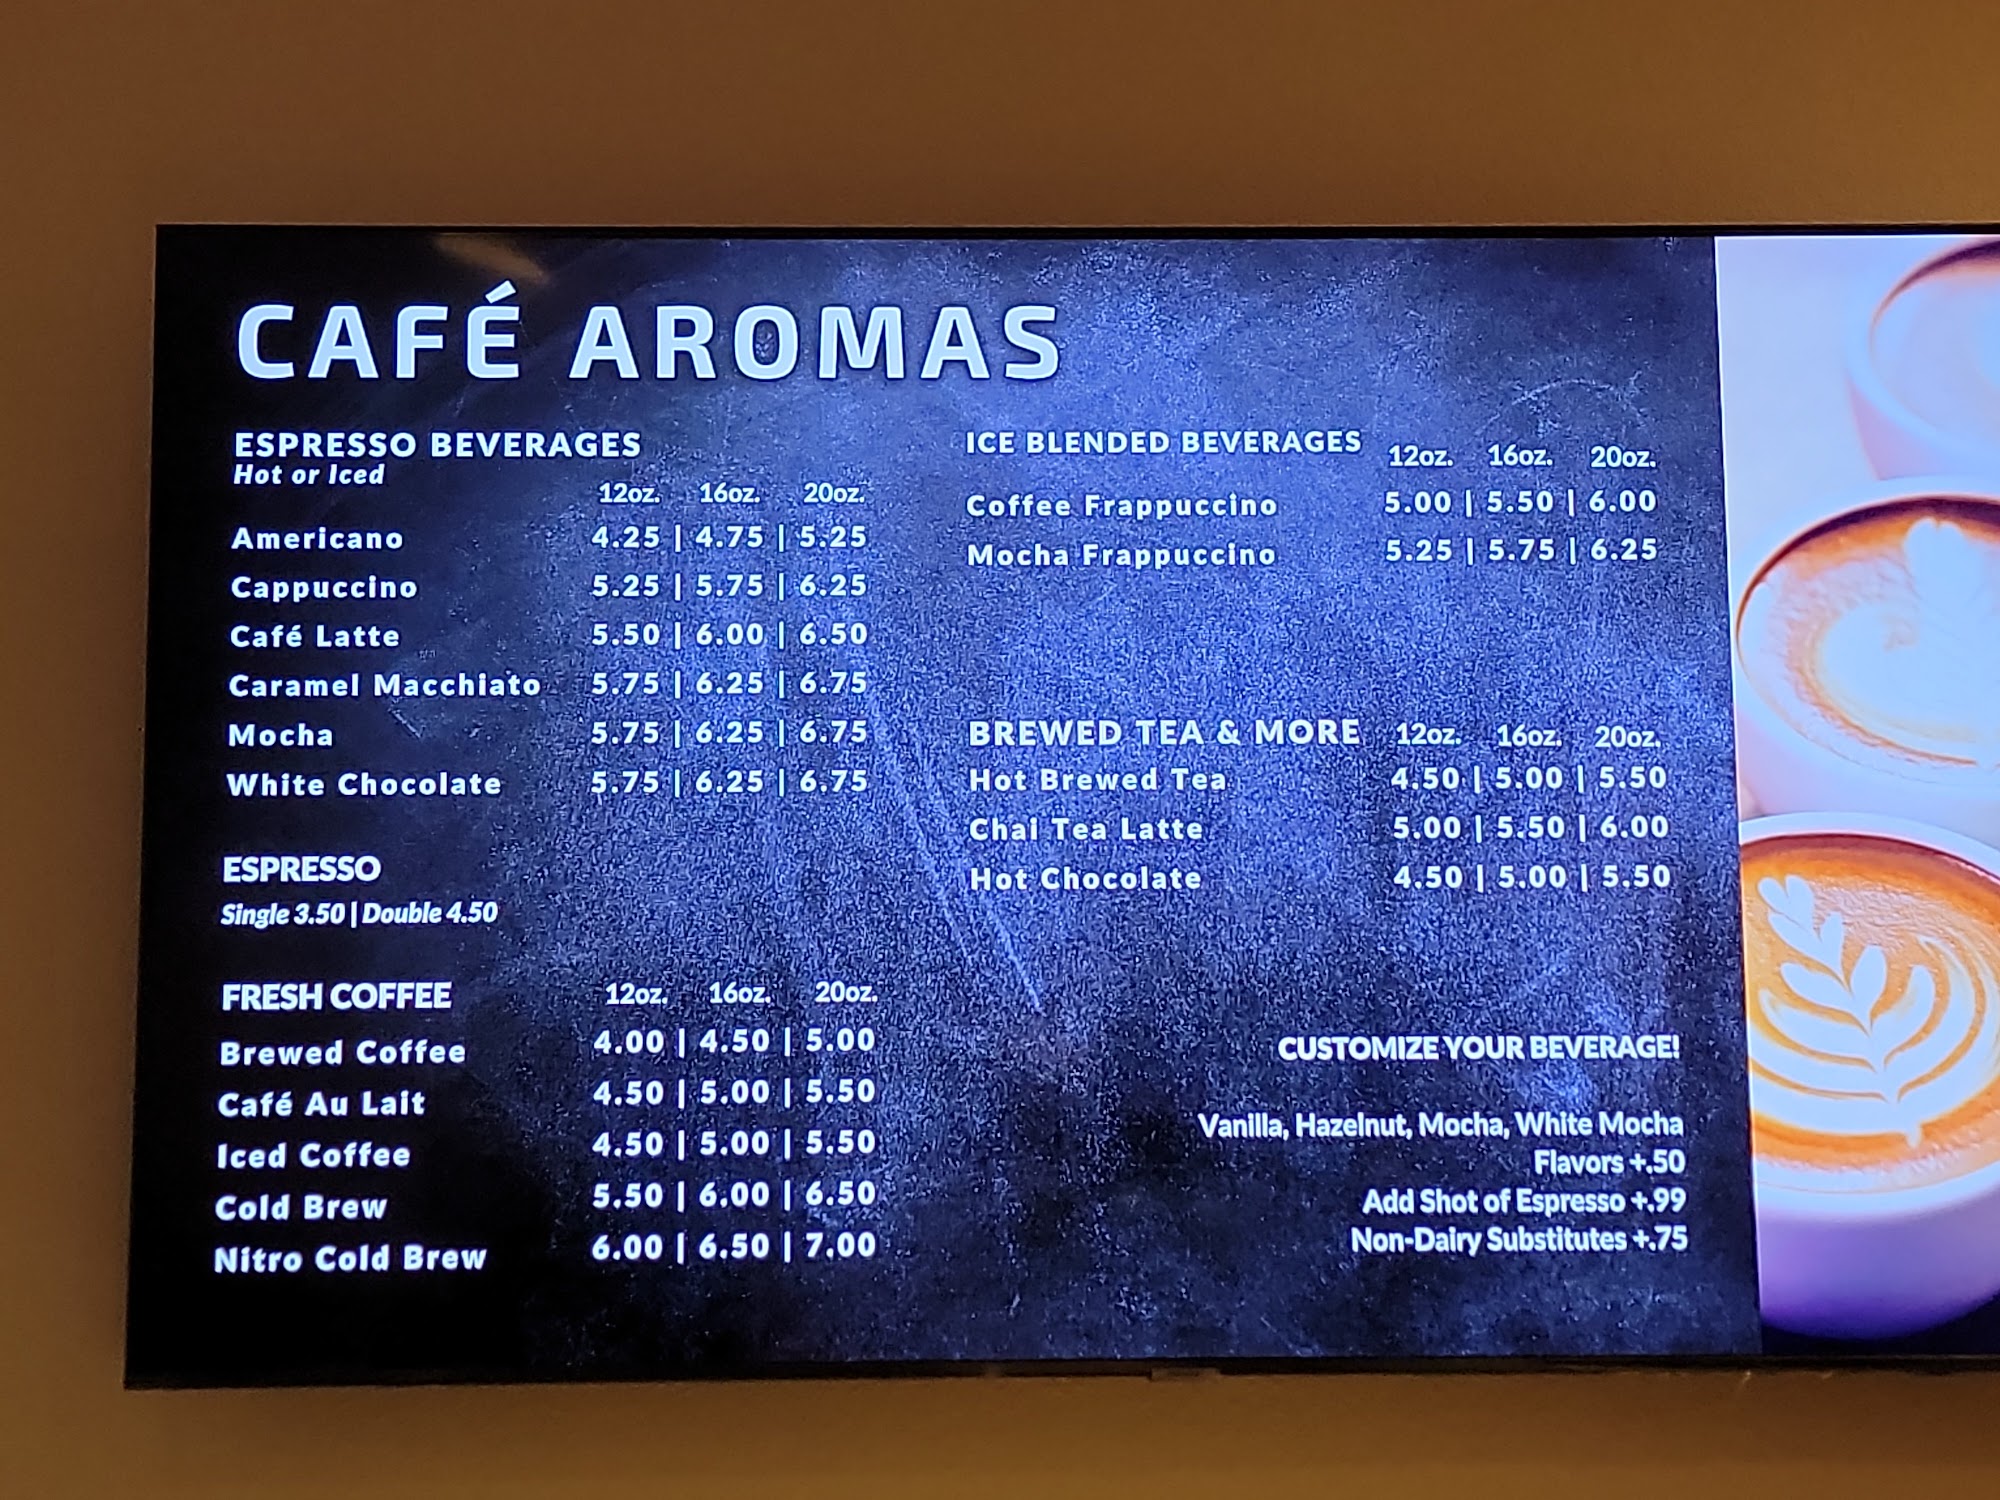 CAFÉ AROMAS
ESPRESSO BEVERAGES
Hot or Iced
12oz. 16oz. 20oz.
Americano 4.25 | 4.75 | 5.25
Cappuccino 5.25 | 5.75 | 6.25
Café Latte 5.50 | 6.00 | 6.50
Caramel Macchiato 5.75 | 6.25 | 6.75
Mocha 5.75 | 6.25 | 6.75
White Chocolate 5.75 | 6.25 | 6.75
ESPRESSO
Single 3.50 | Double 4.50
FRESH COFFEE 12oz. 16oz. 20oz.
Brewed Coffee 4.00 | 4.50 | 5.00
Café Au Lait 4.50 | 5.00 | 5.50
Iced Coffee 4.50 | 5.00 | 5.50
Cold Brew 5.50 | 6.00 | 6.50
Nitro Cold Brew 6.00 | 6.50 | 7.00
ICE BLENDED BEVERAGES 12oz. 16oz. 20oz.
Coffee Frappuccino 5.00 | 5.50 | 6.00
Mocha Frappuccino 5.25 | 5.75 | 6.25
BREWED TEA & MORE 12oz. 16oz. 20oz.
Hot Brewed Tea 4.50 | 5.00 | 5.50
Chai Tea Latte 5.00 | 5.50 | 6.00
Hot Chocolate 4.50 | 5.00 | 5.50
CUSTOMIZE YOUR BEVERAGE!
Vanilla, Hazelnut, Mocha, White Mocha
Flavors +.50
Add Shot of Espresso +.99
Non-Dairy Substitutes +.75